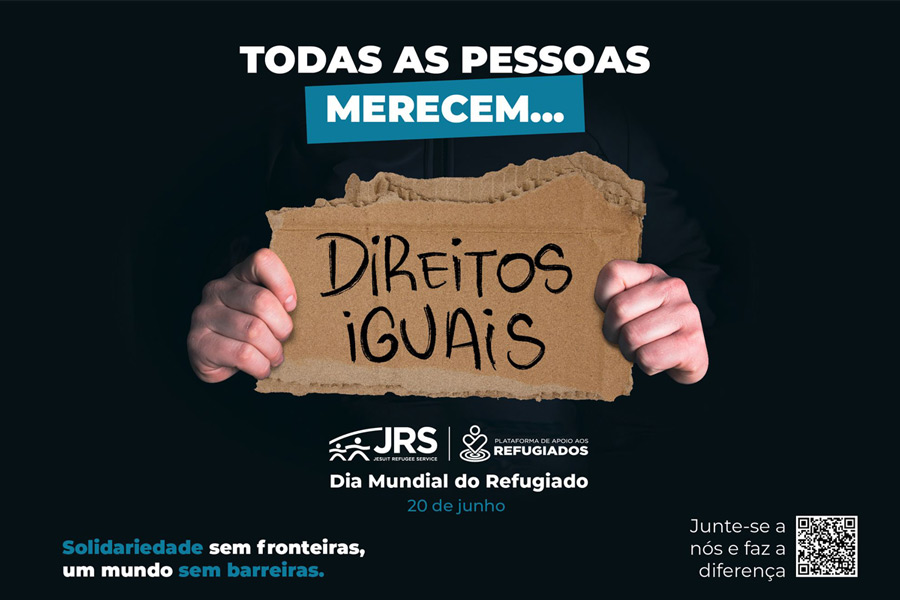 TODAS AS PESSOAS
MERECEM...
DIREITOS
IGUAIS
JRS
JESUIT REFUGEE SERVICE
PLATAFORMA DE APOIO AOS
REFUGIADOS
Dia Mundial do Refugiado
20 de junho
Solidariedade sem fronteiras,
um mundo sem barreiras.
Junte-se a
nós e faz a
diferença